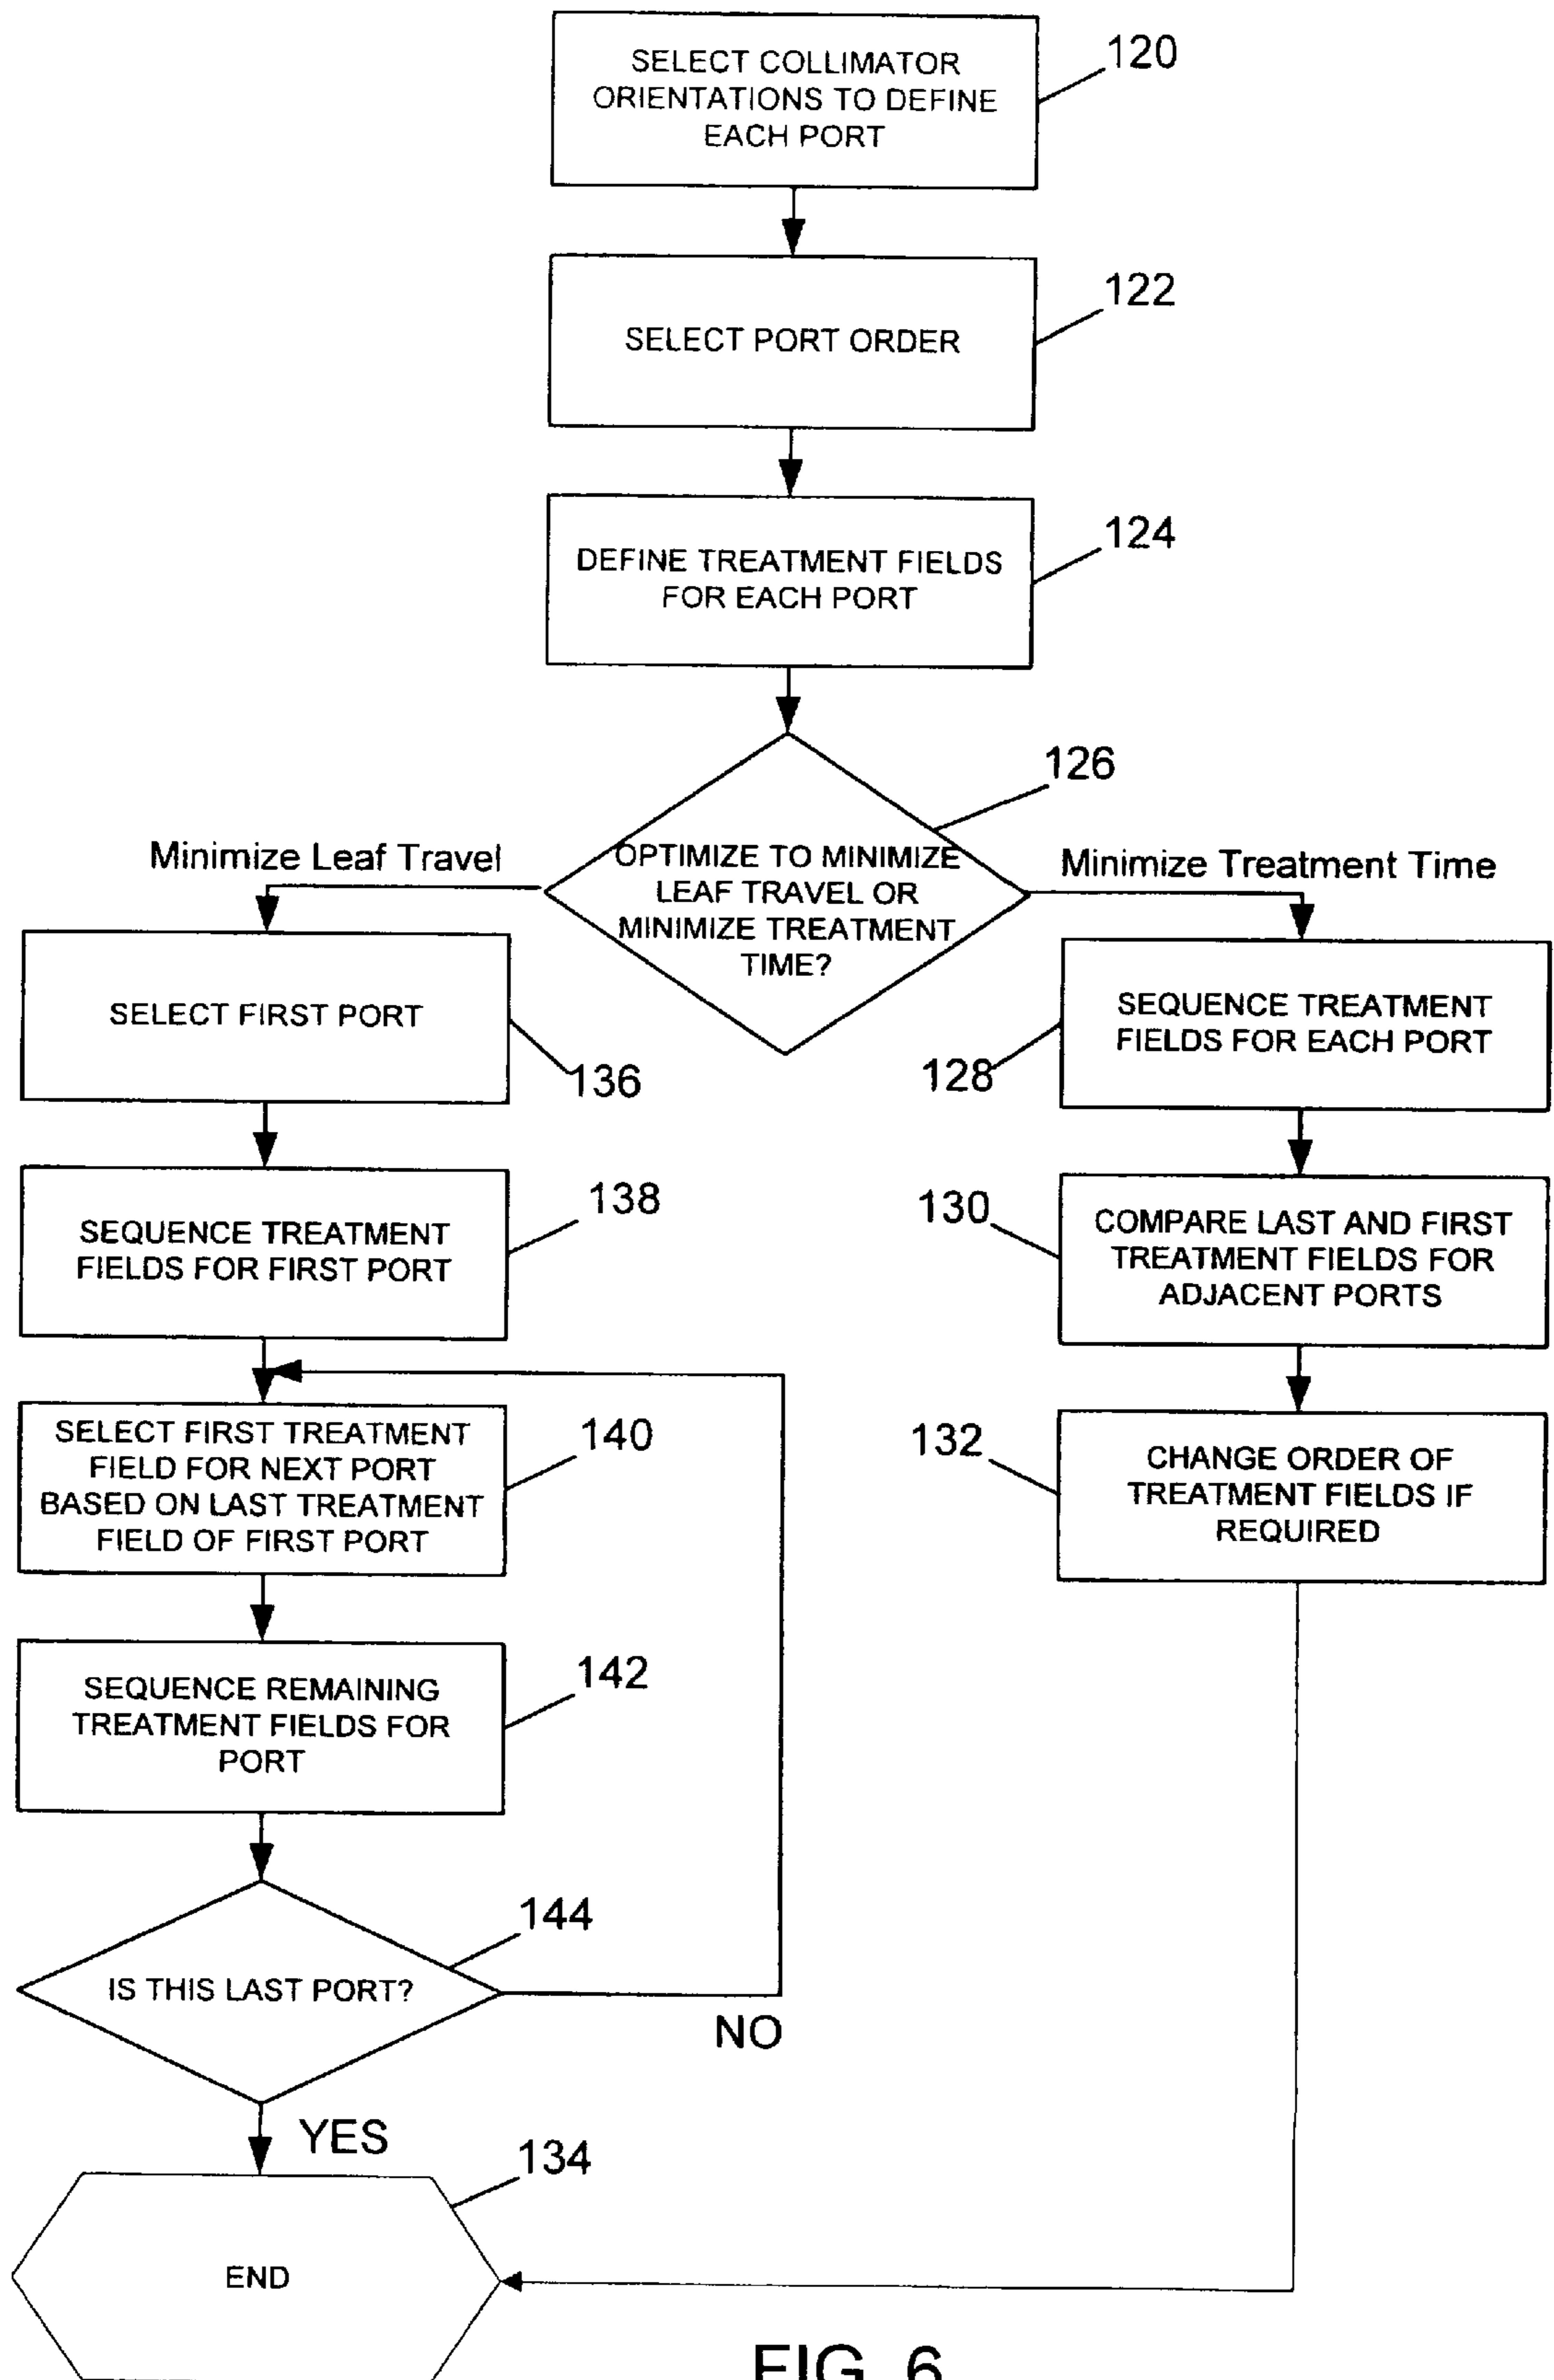 SELECT COLLIMATOR
ORIENTATIONS TO DEFINE
EACH PORT
120
SELECT PORT ORDER
122
DEFINE TREATMENT FIELDS
FOR EACH PORT
124
126
OPTIMIZE TO MINIMIZE
LEAF TRAVEL OR
MINIMIZE TREATMENT
TIME?
Minimize Leaf Travel
Minimize Treatment Time
SELECT FIRST PORT
136
SEQUENCE TREATMENT
FIELDS FOR EACH PORT
128
SEQUENCE TREATMENT
FIELDS FOR FIRST PORT
138
COMPARE LAST AND FIRST
TREATMENT FIELDS FOR
ADJACENT PORTS
130
SELECT FIRST TREATMENT
FIELD FOR NEXT PORT
BASED ON LAST TREATMENT
FIELD OF FIRST PORT
140
CHANGE ORDER OF
TREATMENT FIELDS IF
REQUIRED
132
SEQUENCE REMAINING
TREATMENT FIELDS FOR
PORT
142
IS THIS LAST PORT?
144
NO
YES
END
134
FIG. 6